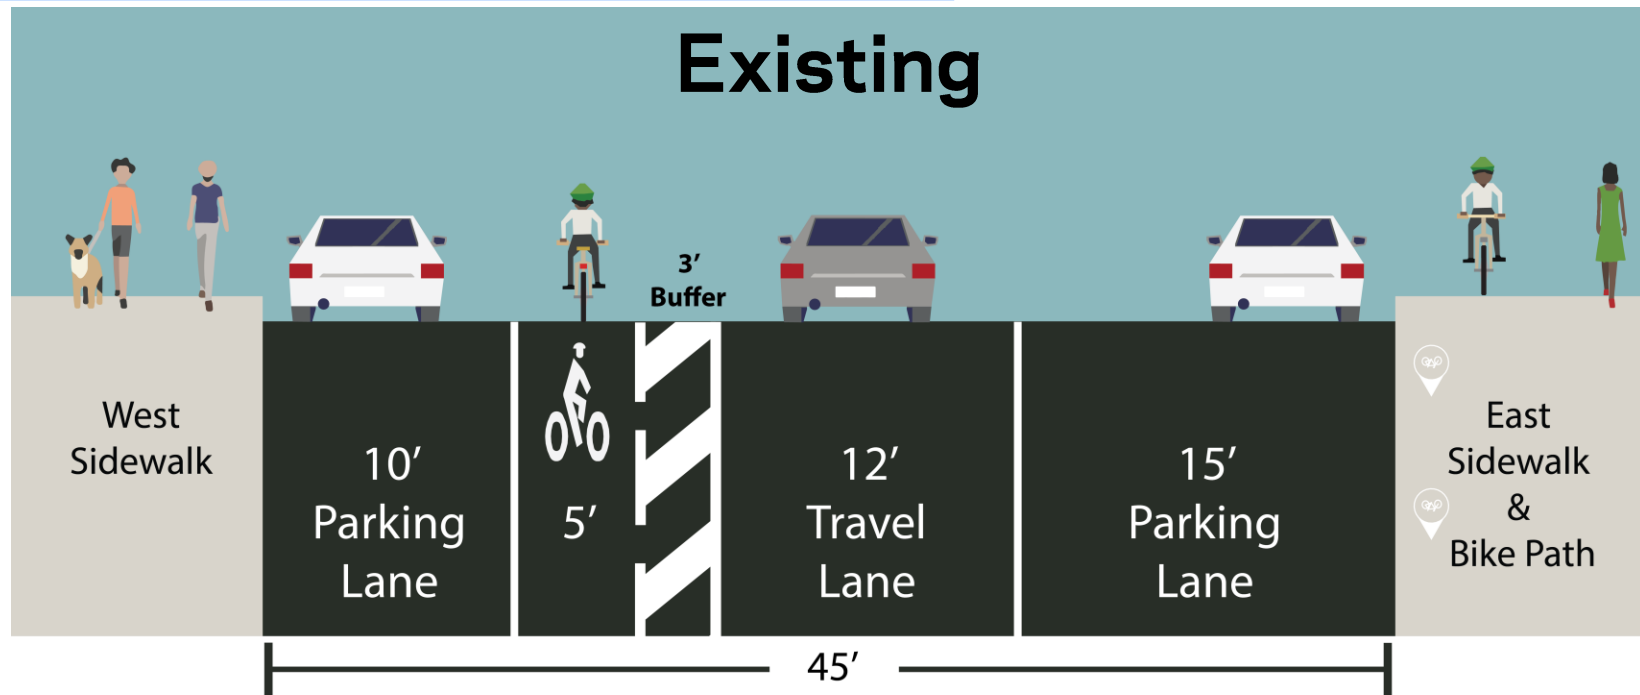 Existing
3’
Buffer
West
Sidewalk
10’
Parking
Lane
5’
12’
Travel
Lane
15’
Parking
Lane
East
Sidewalk
&
Bike Path
45’